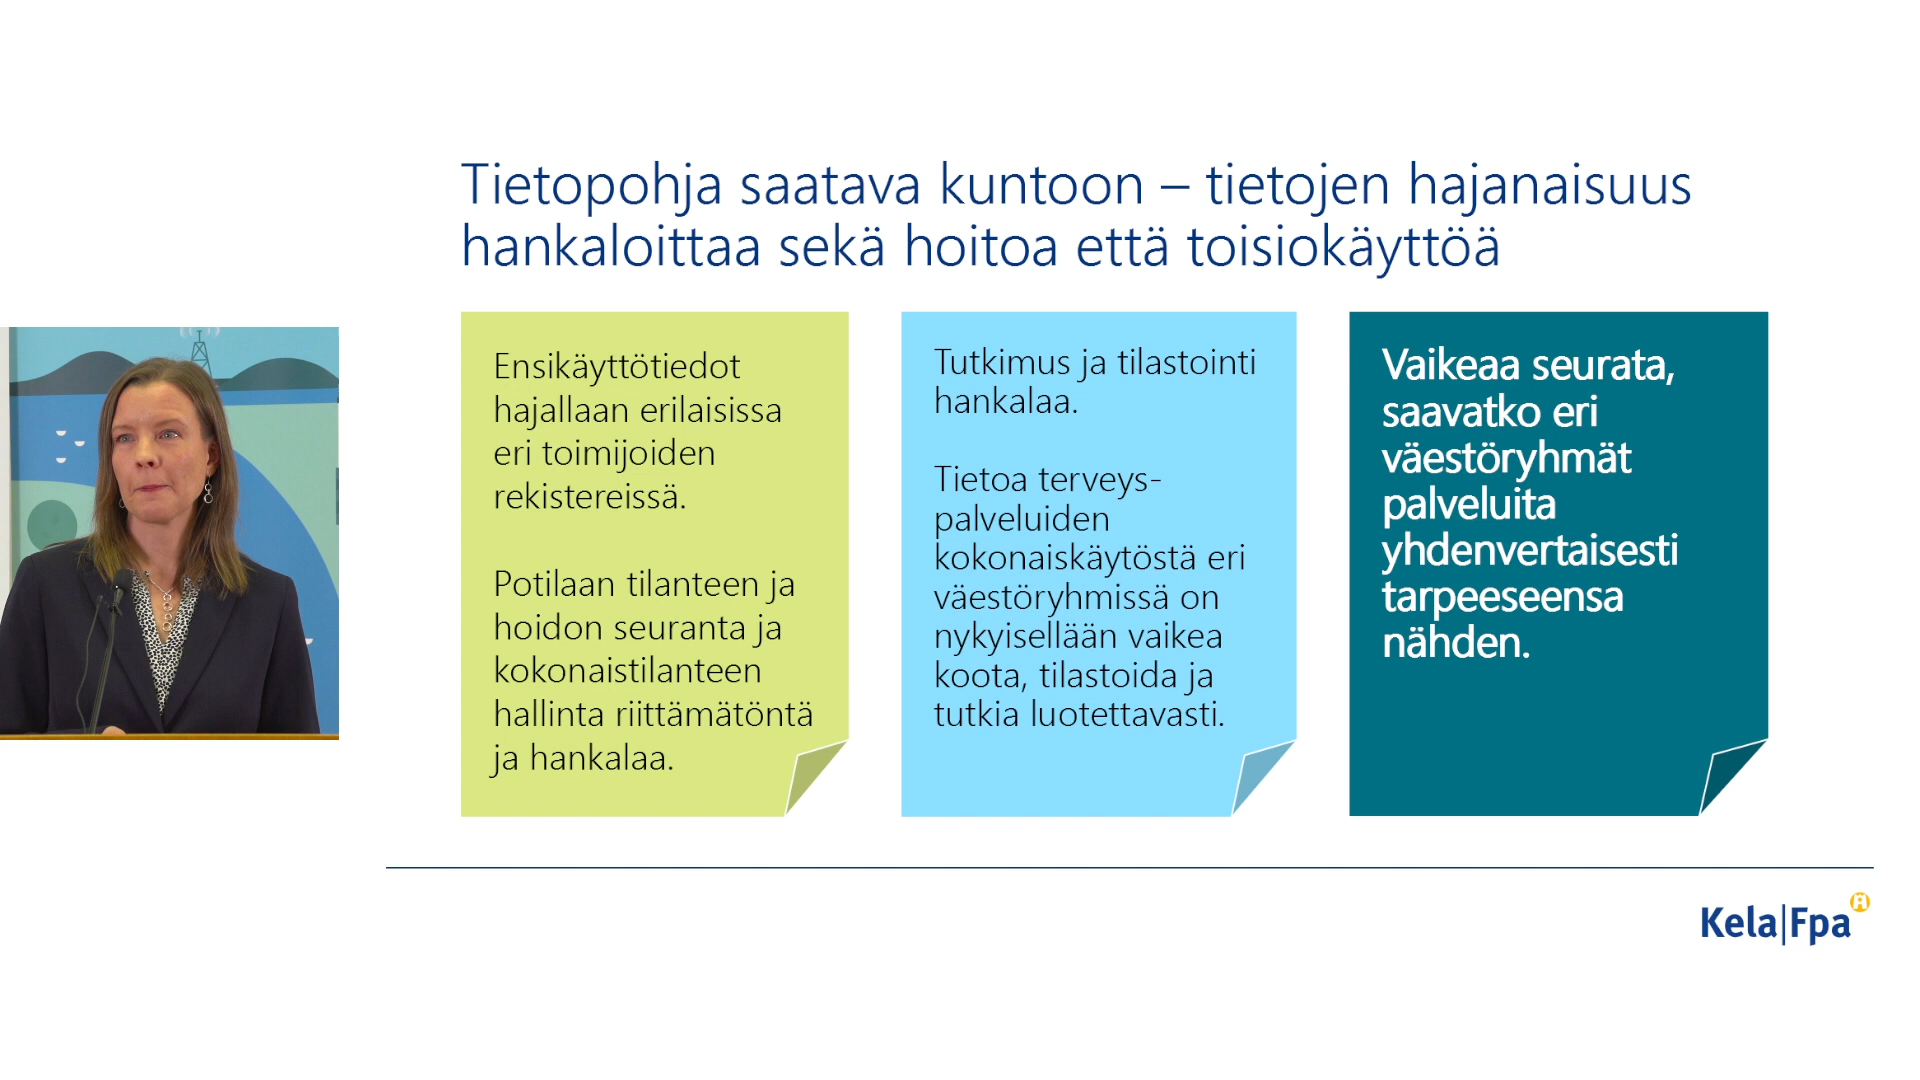 Tietopohja saatava kuntoon – tietojen hajanaisuus
hankaloittaa sekä hoitoa että toisiokäyttöä
Ensikäyttötiedot
hajallaan erilaisissa
eri toimijoiden
rekistereissä.
Potilaan tilanteen ja
hoidon seuranta ja
kokonaistilanteen
hallinta riittämätöntä
ja hankalaa.
Tutkimus ja tilastointi
hankalaa.
Tietoa terveys-
palveluiden
kokonaiskäytöstä eri
väestöryhmissä on
nykyisellään vaikea
koota, tilastoida ja
tutkia luotettavasti.
Vaikeaa seurata,
saavatko eri
väestöryhmät
palveluita
yhdenvertaisesti
tarpeeseensa
nähden.
Kela|Fpa